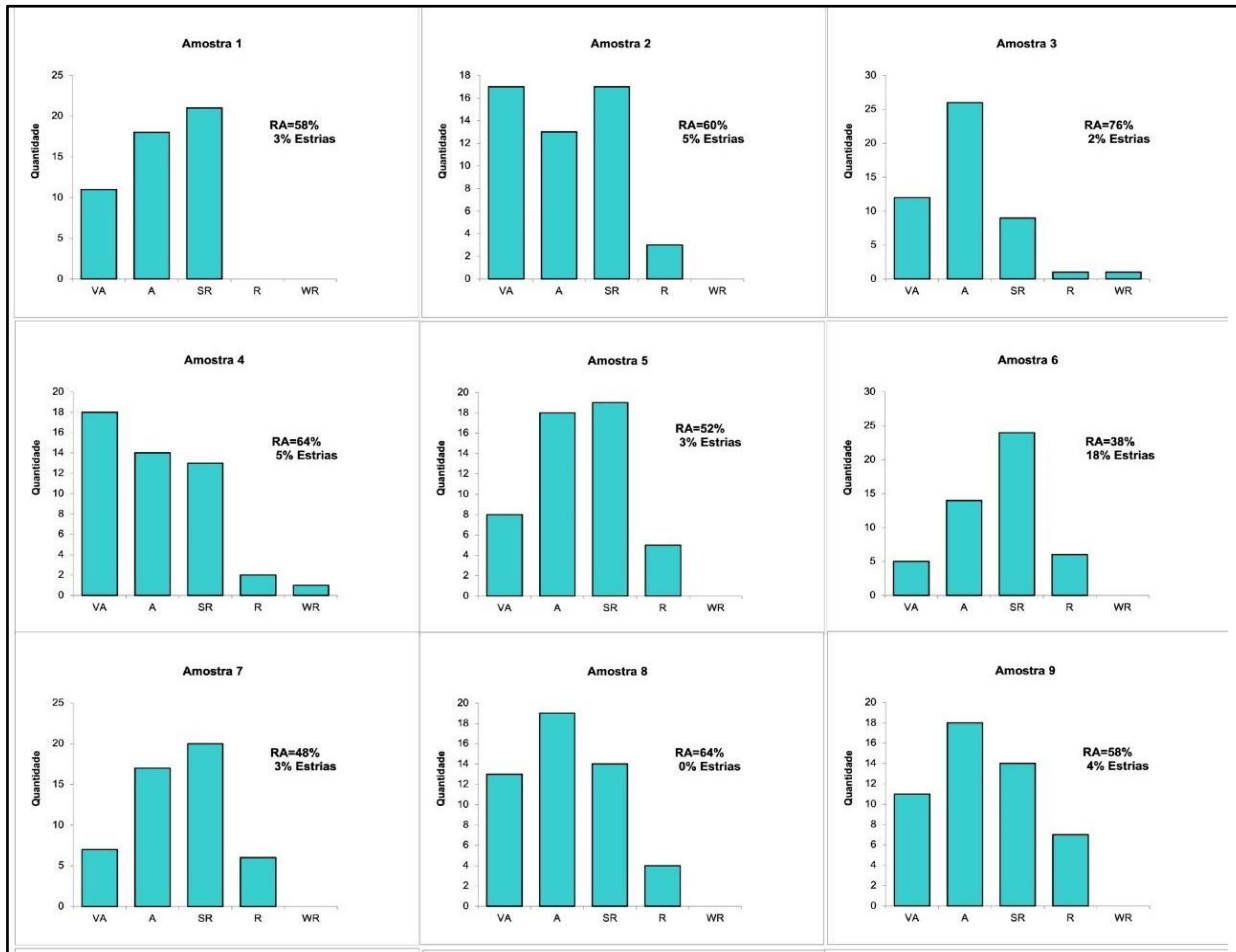 Amostra 1
25
20
15
10
5
0
Quantidade
RA=58%
3% Estrias
VA A SR R WR
Amostra 2
18
16
14
12
10
8
6
4
2
0
Quantidade
RA=60%
5% Estrias
VA A SR R WR
Amostra 3
30
25
20
15
10
5
0
Quantidade
RA=76%
2% Estrias
VA A SR R WR
Amostra 4
20
18
16
14
12
10
8
6
4
2
0
Quantidade
RA=64%
5% Estrias
VA A SR R WR
Amostra 5
20
18
16
14
12
10
8
6
4
2
0
Quantidade
RA=52%
3% Estrias
VA A SR R WR
Amostra 6
30
25
20
15
10
5
0
Quantidade
RA=38%
18% Estrias
VA A SR R WR
Amostra 7
25
20
15
10
5
0
Quantidade
RA=48%
3% Estrias
VA A SR R WR
Amostra 8
20
18
16
14
12
10
8
6
4
2
0
Quantidade
RA=64%
0% Estrias
VA A SR R WR
Amostra 9
20
18
16
14
12
10
8
6
4
2
0
Quantidade
RA=58%
4% Estrias
VA A SR R WR